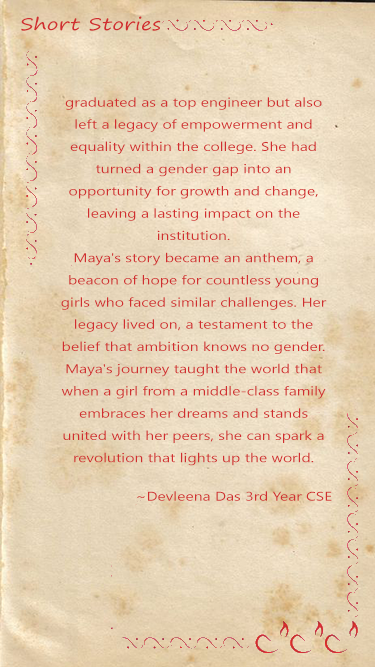 Short Stories
graduated as a top engineer but also
left a legacy of empowerment and
equality within the college. She had
turned a gender gap into an
opportunity for growth and change,
leaving a lasting impact on the
institution.
Maya's story became an anthem, a
beacon of hope for countless young
girls who faced similar challenges. Her
legacy lived on, a testament to the
belief that ambition knows no gender.
Maya's journey taught the world that
when a girl from a middle-class family
embraces her dreams and stands
united with her peers, she can spark a
revolution that lights up the world.
~Devleena Das 3rd Year CSE